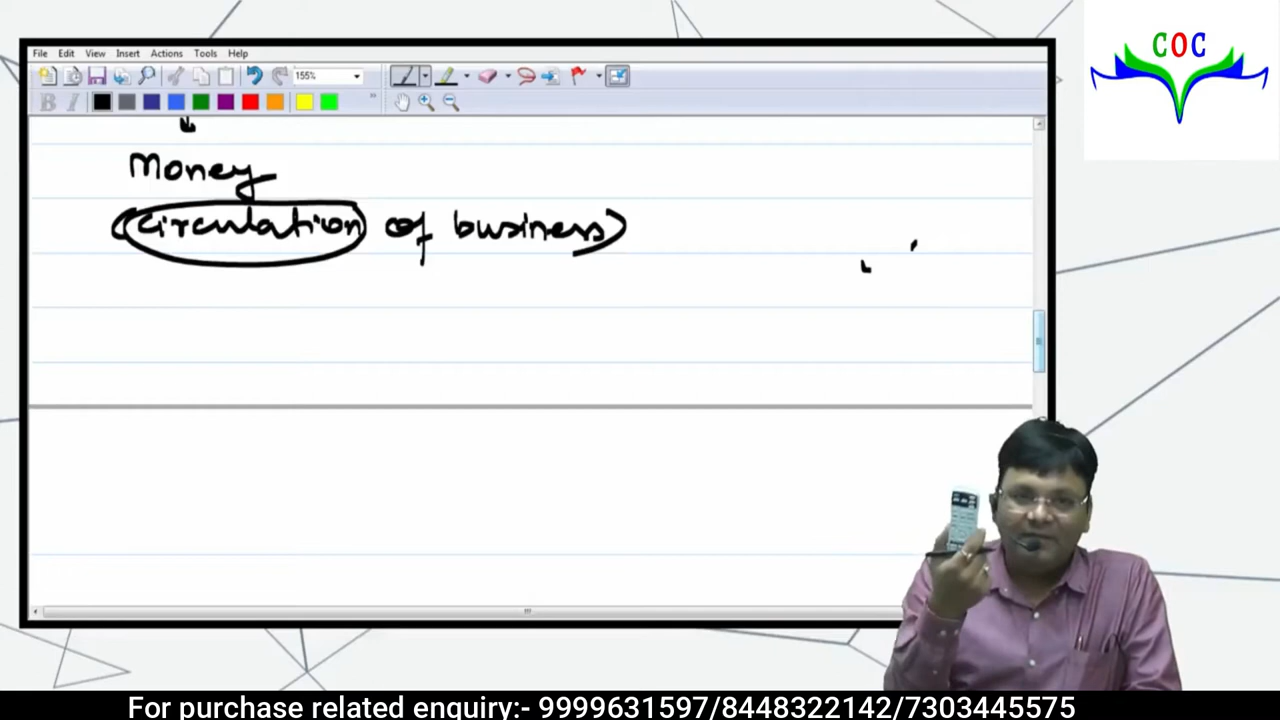 COC
File Edit View Insert Actions Tools Help
155%
B I
Money
(circulation of business)
For purchase related enquiry:- 9999631597/8448322142/7303445575